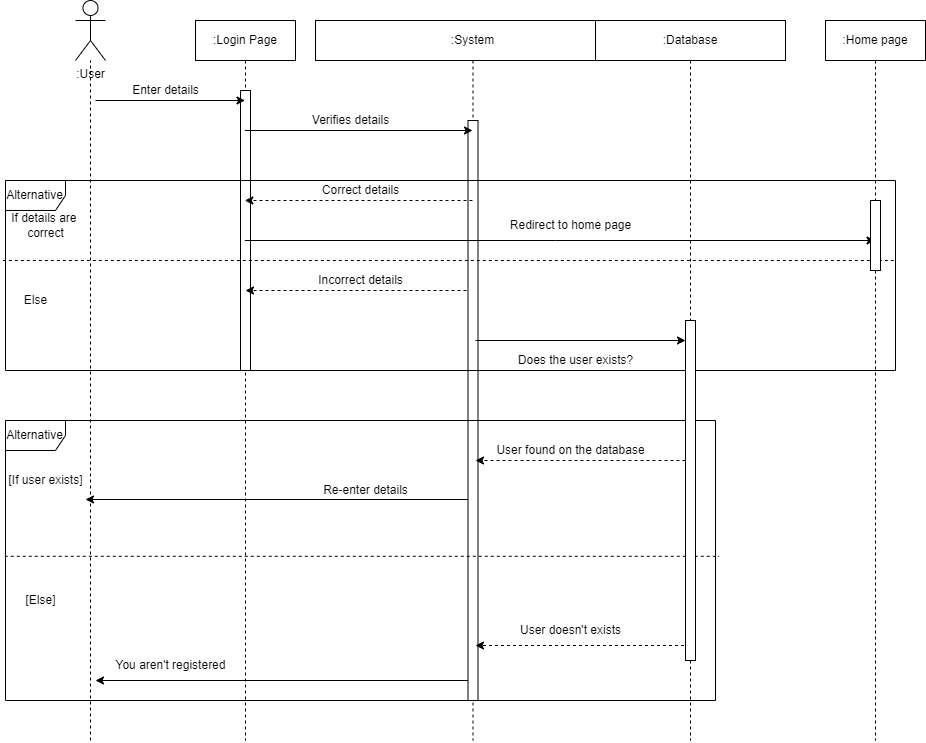 :Login Page
:System
:Database
:Home page
:User
Enter details
Verifies details
Alternative
Correct details
If details are
correct
Redirect to home page
Incorrect details
Else
Does the user exists?
Alternative
User found on the database
[If user exists]
Re-enter details
[Else]
User doesn't exists
You aren't registered